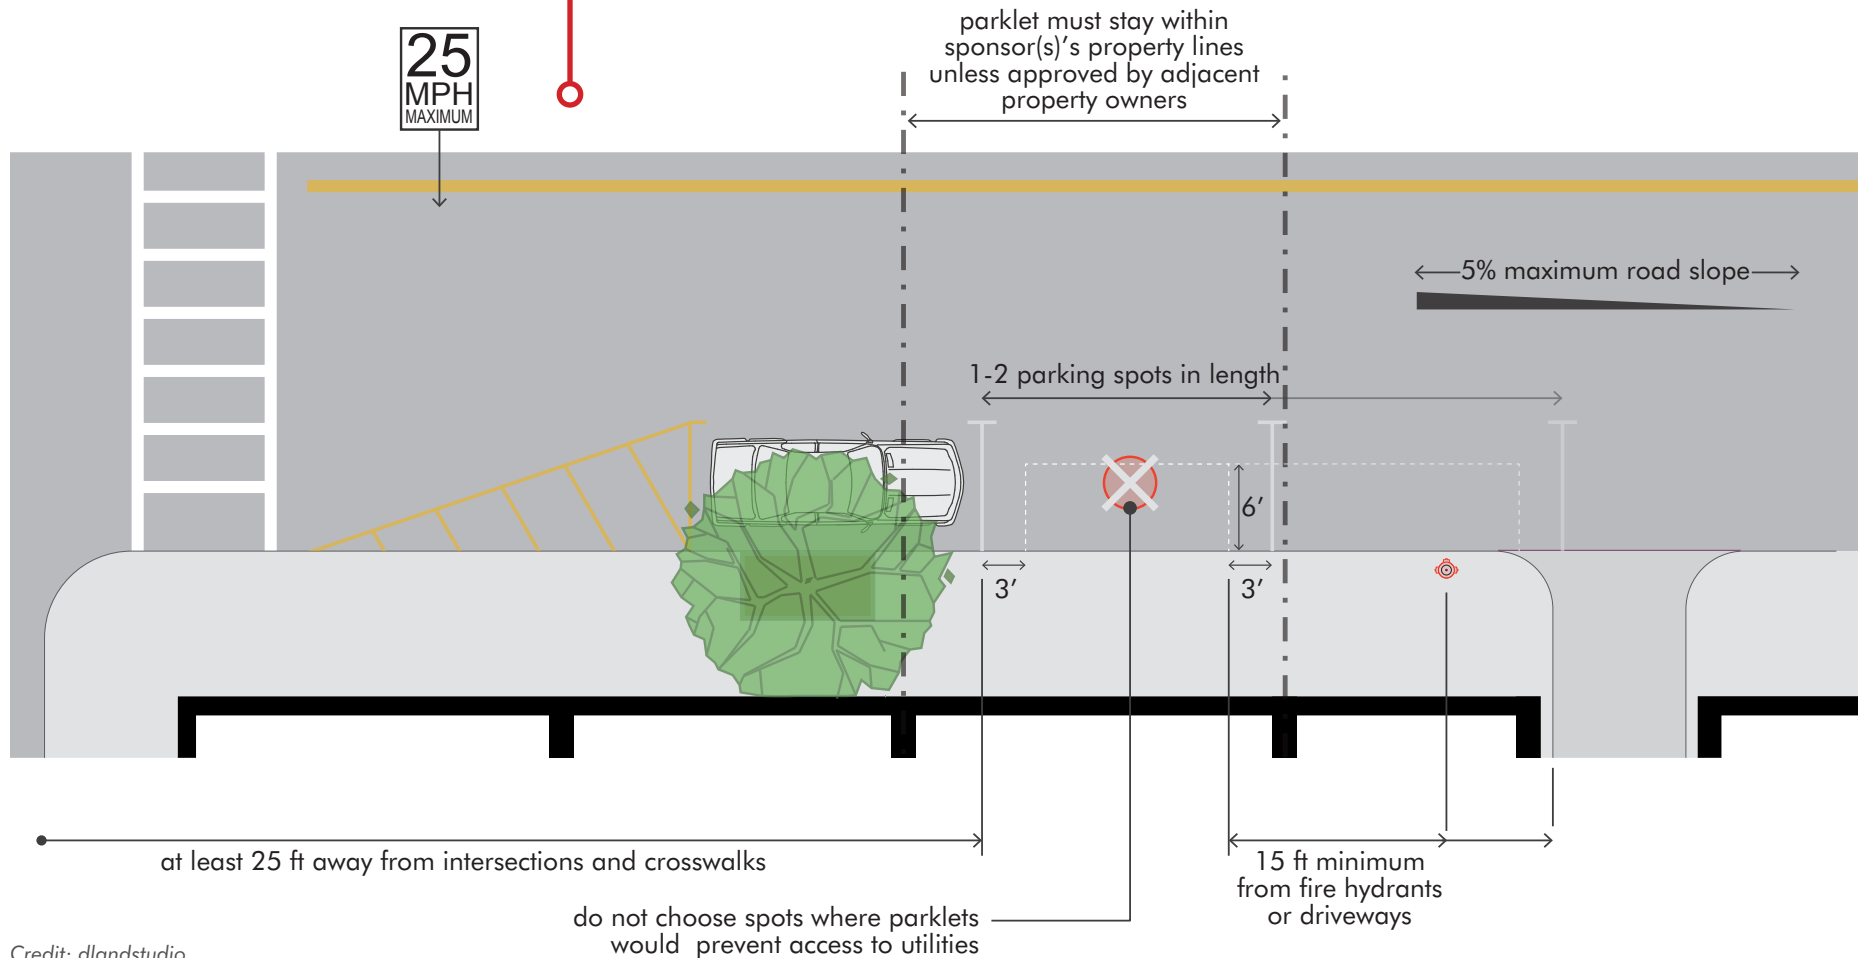 parklet must stay within
sponsor(s)'s property lines
unless approved by adjacent
property owners
25
MPH
MAXIMUM
5% maximum road slope
1-2 parking spots in length
6'
3'
3'
at least 25 ft away from intersections and crosswalks
15 ft minimum
from fire hydrants
or driveways
do not choose spots where parklets
would prevent access to utilities
Credit: dlandstudio